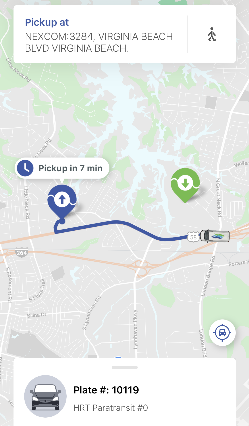 Pickup at
NEXCOM:3284, VIRGINIA BEACH
BLVD VIRGINIA BEACH,
Pickup in 7 min
Plate #: 10119
HRT Paratransit #0